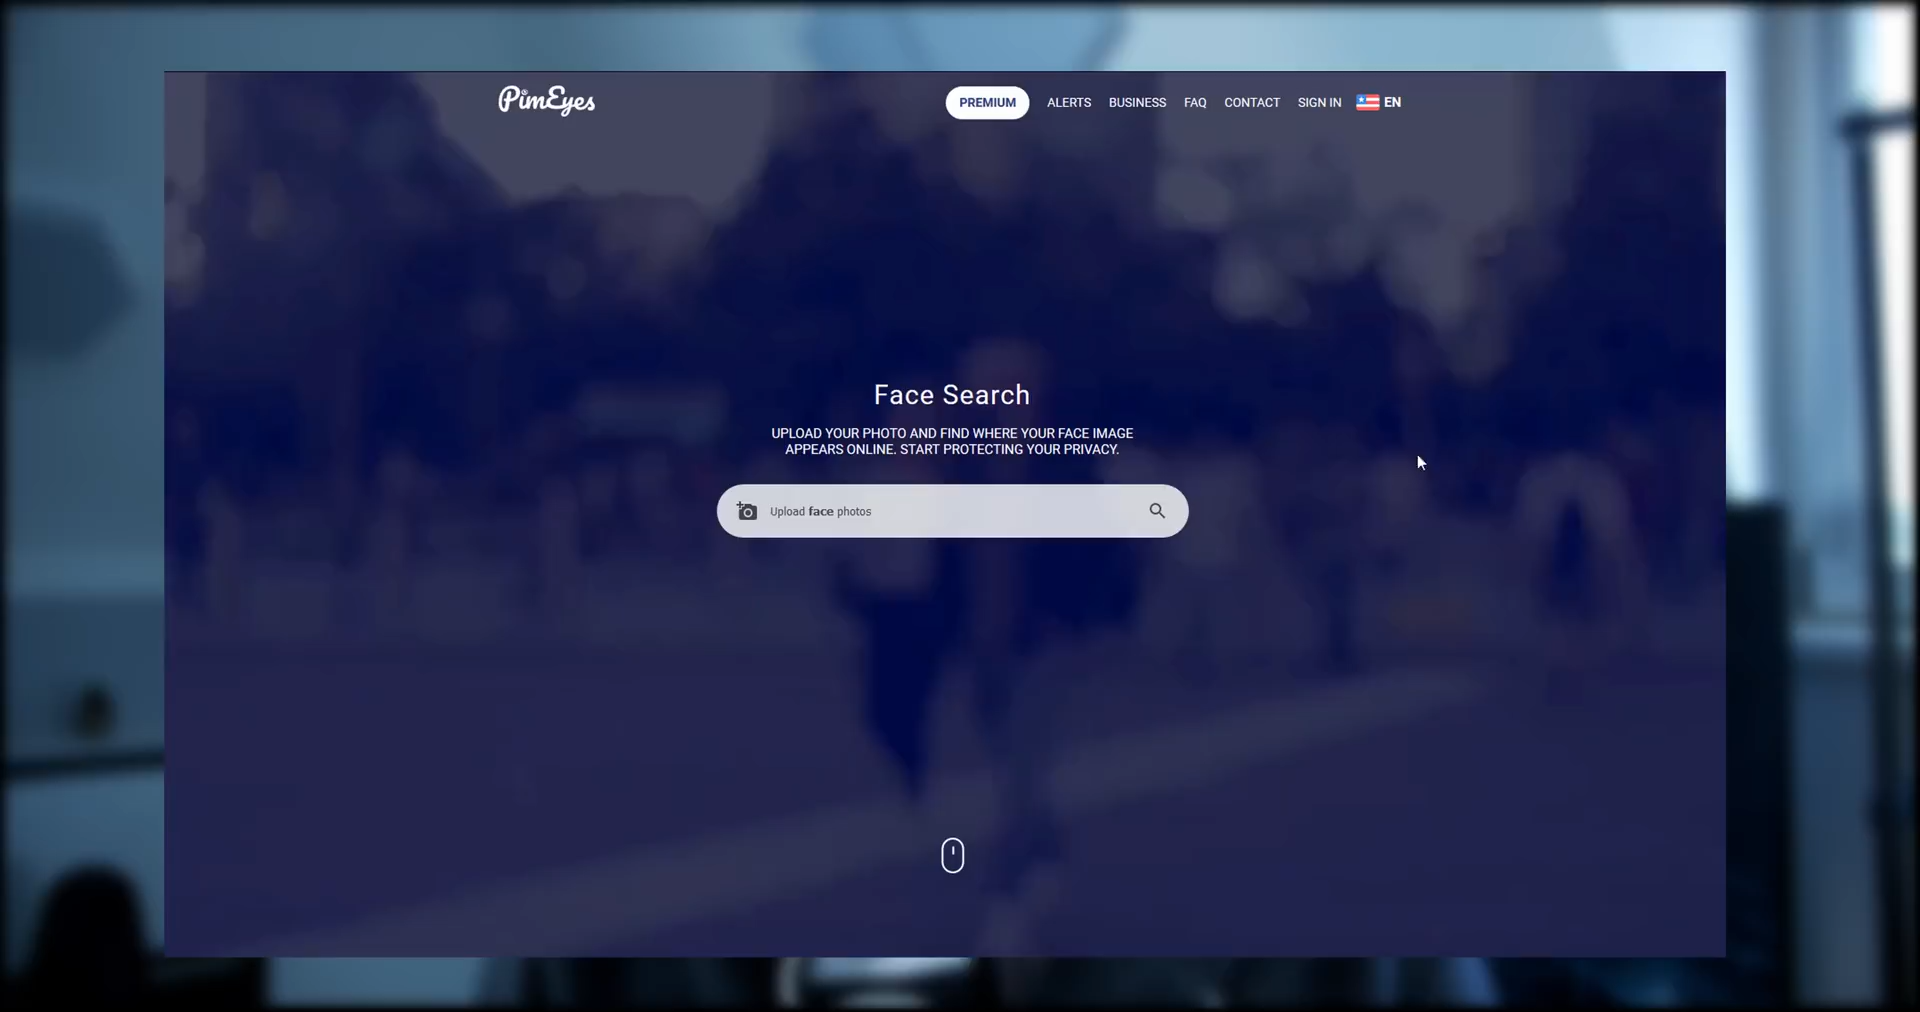 PimEyes
PREMIUM ALERTS BUSINESS FAQ CONTACT SIGN IN EN
Face Search
UPLOAD YOUR PHOTO AND FIND WHERE YOUR FACE IMAGE
APPEARS ONLINE. START PROTECTING YOUR PRIVACY.
Upload face photos